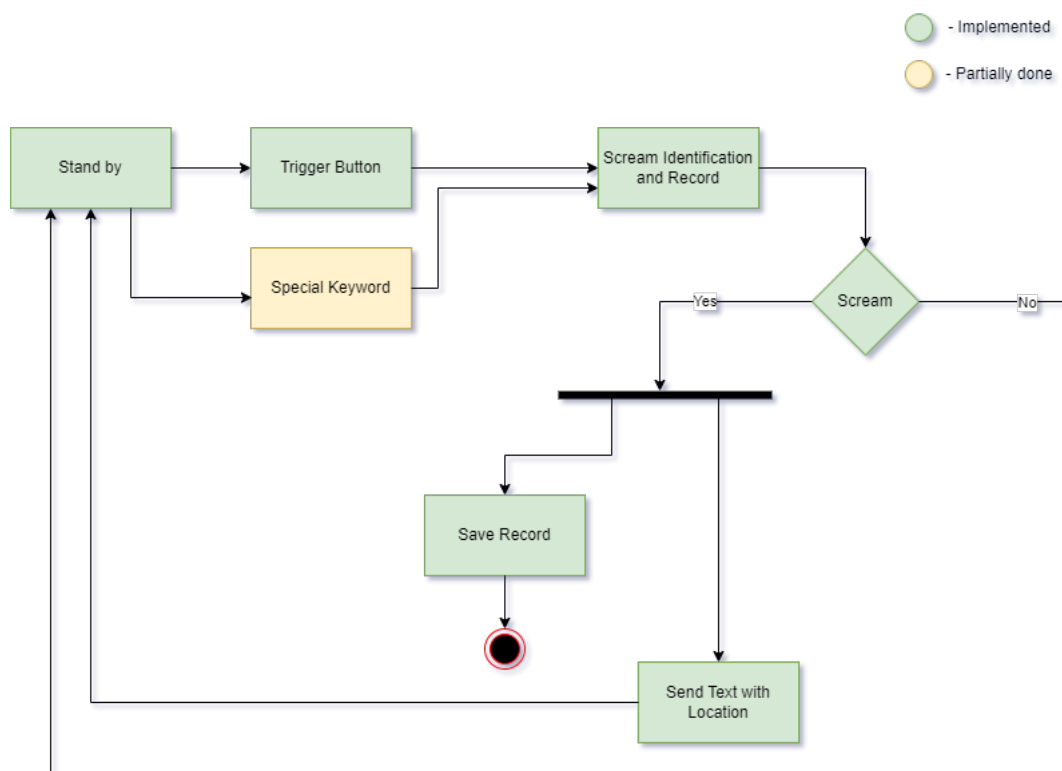 - Implemented
- Partially done
Stand by
Trigger Button
Scream Identification
and Record
Special Keyword
Scream
Yes
No
Save Record
Send Text with
Location